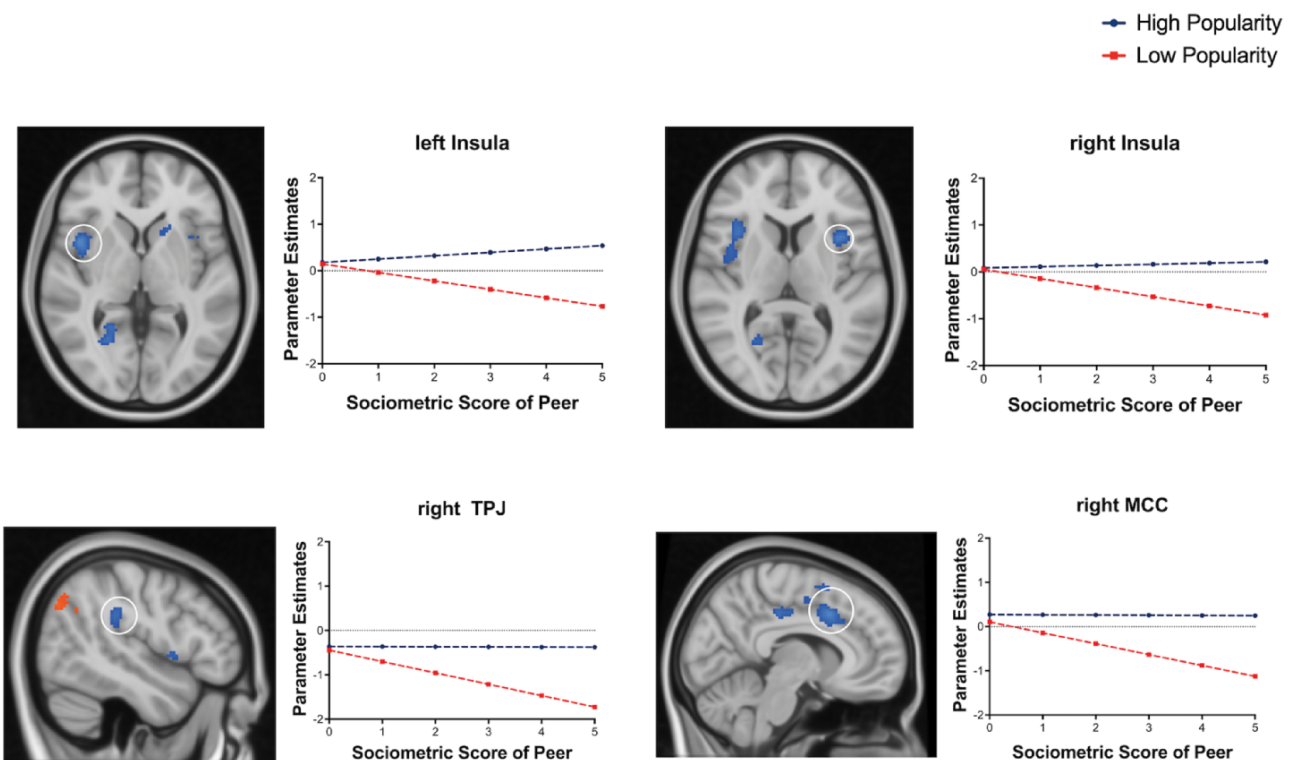 High Popularity
Low Popularity
left Insula
Parameter Estimates
2
1
0
-1
-2
0 1 2 3 4 5
Sociometric Score of Peer
right Insula
Parameter Estimates
2
1
0
-1
-2
0 1 2 3 4 5
Sociometric Score of Peer
right TPJ
Parameter Estimates
2
1
0
-1
-2
0 1 2 3 4 5
Sociometric Score of Peer
right MCC
Parameter Estimates
2
1
0
-1
-2
0 1 2 3 4 5
Sociometric Score of Peer